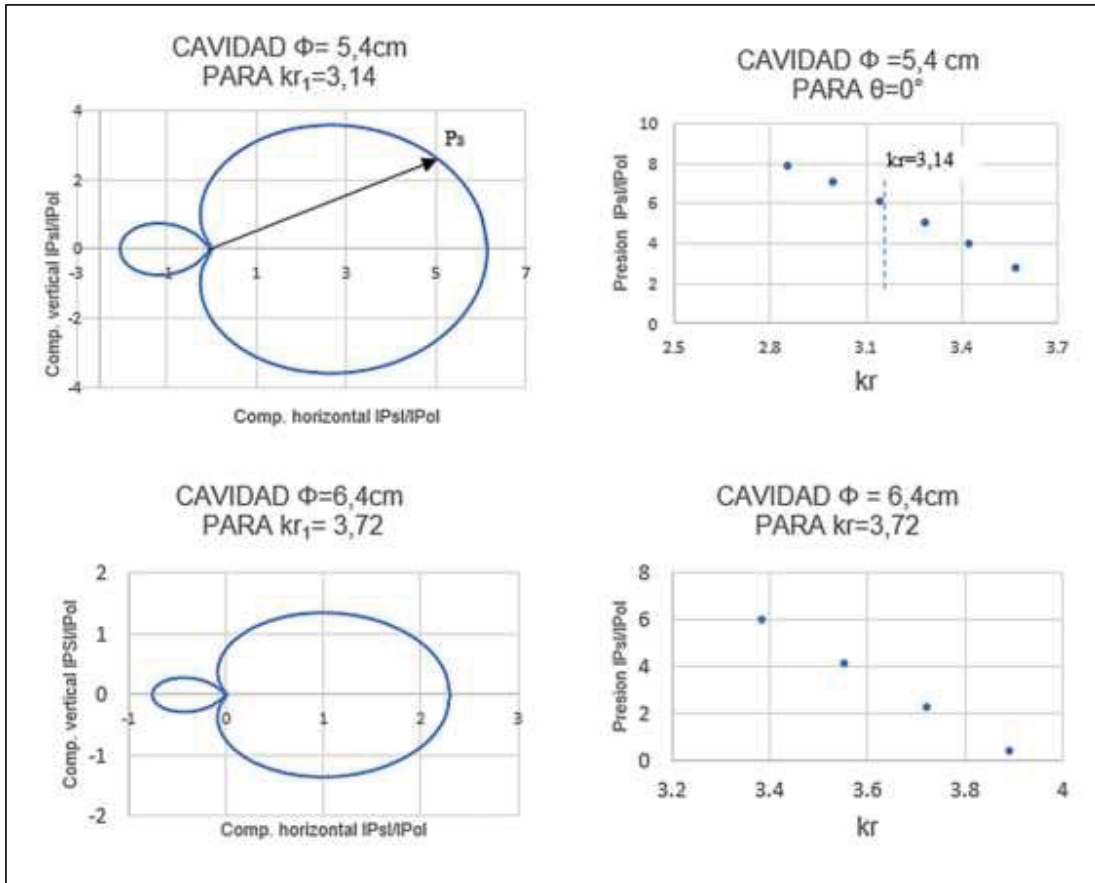 CAVIDAD Φ= 5,4cm
PARA kr₁=3,14
4
2
0
-2
-4
-3
1
1
3
5
7
Ps
Comp. vertical IPsI/IPoI
Comp. horizontal IPsI/IPoI
CAVIDAD Φ =5,4 cm
PARA θ=0°
10
8
6
4
2
0
kr=3,14
2.5
2.8
3.1
3.4
3.7
Presion IPsI/IPoI
kr
CAVIDAD Φ=6,4cm
PARA kr₁= 3,72
2
1
0
-1
-2
-1
0
1
2
3
Comp. vertical IPSI/IPoI
Comp. horizontal IPsI/IPoI
CAVIDAD Φ = 6,4cm
PARA kr=3,72
8
6
4
2
0
3.2
3.4
3.6
3.8
4
Presion IPsI/IPoI
kr